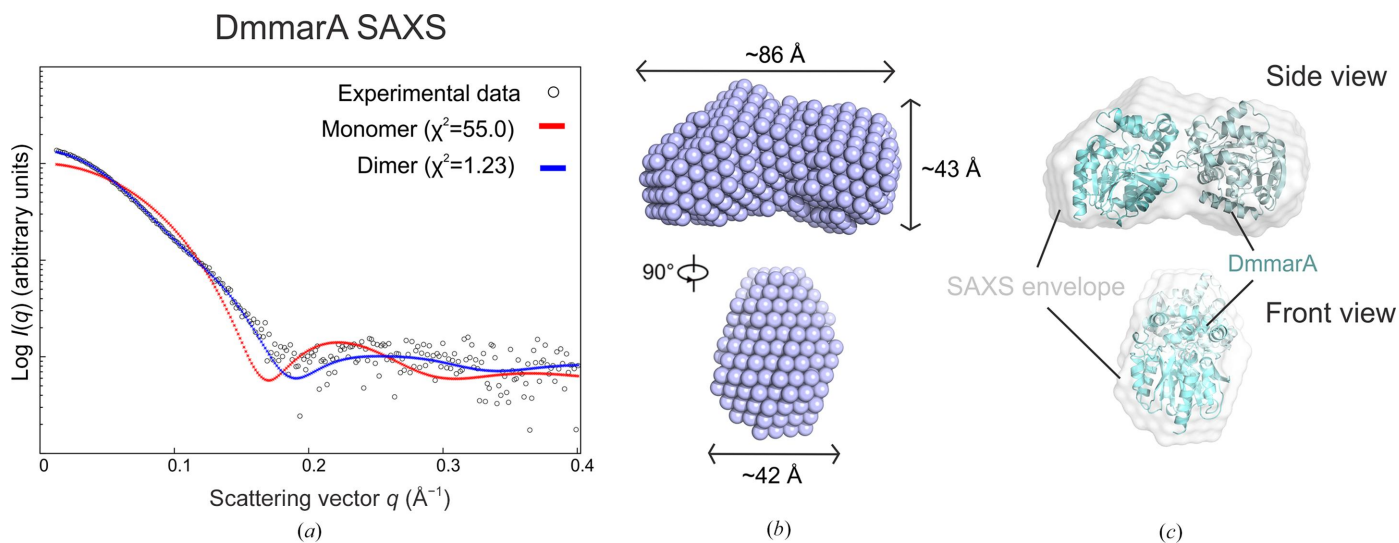 DmmarA SAXS
Experimental data
Monomer (χ²=55.0)
Dimer (χ²=1.23)
Log I(q) (arbitrary units)
0 0.1 0.2 0.3 0.4
Scattering vector q (Å⁻¹)
(a)
~86 Å
~43 Å
90°
~42 Å
(b)
Side view
DmmarA
SAXS envelope
Front view
(c)